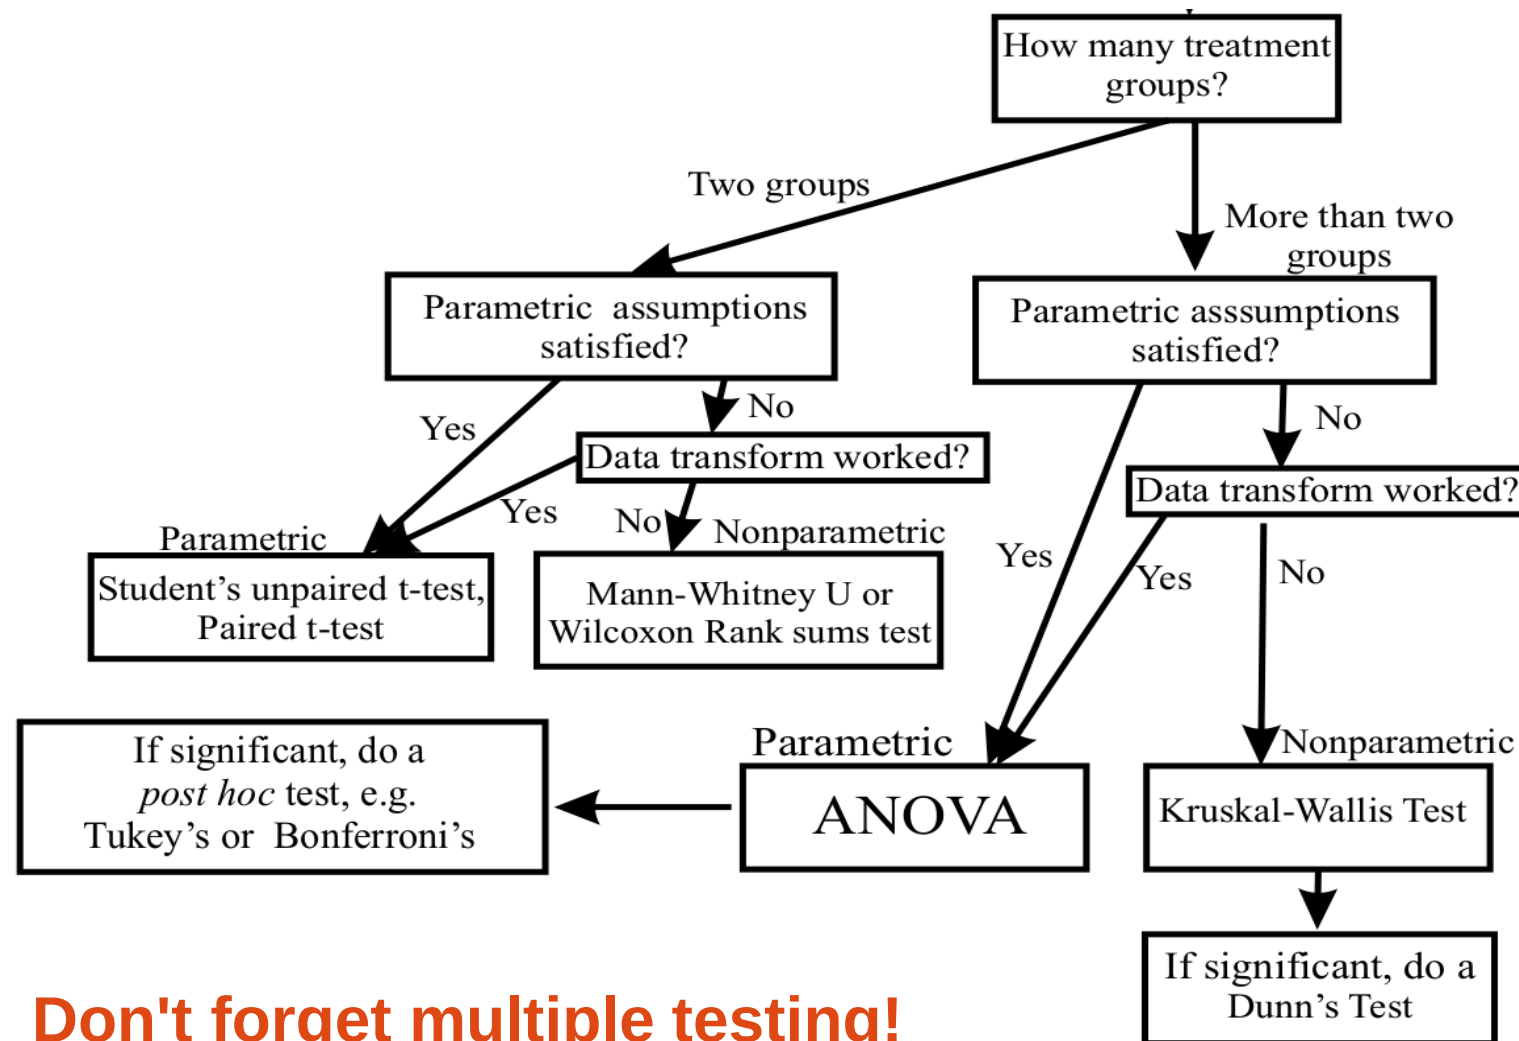 How many treatment
groups?
Two groups
More than two
groups
Parametric  assumptions
satisfied?
Parametric asssumptions
satisfied?
Yes
No
No
Data transform worked?
Data transform worked?
Yes
No
Parametric
Nonparametric
Yes
Yes
No
Student’s unpaired t-test,
Paired t-test
Mann-Whitney U or
Wilcoxon Rank sums test
If significant, do a
post hoc test, e.g.
Tukey’s or  Bonferroni’s
Parametric
ANOVA
Nonparametric
Kruskal-Wallis Test
If significant, do a
Dunn’s Test
Don't forget multiple testing!